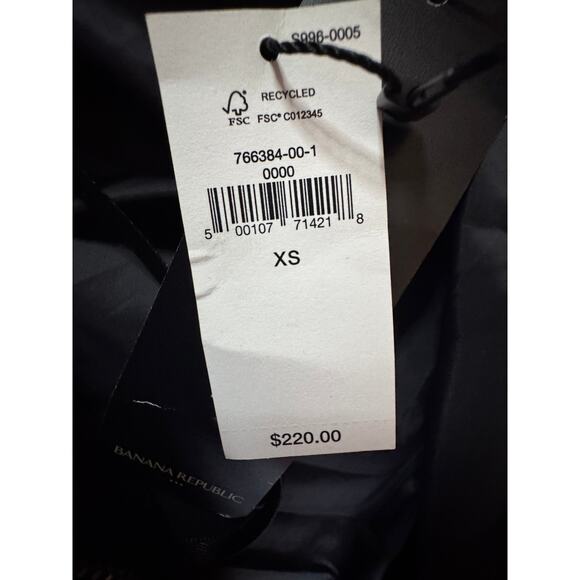 S996-0005
RECYCLED
FSC
FSC® C012345
766384-00-1
0000
5 00107 71421 8
XS
$220.00
BANANA REPUBLIC